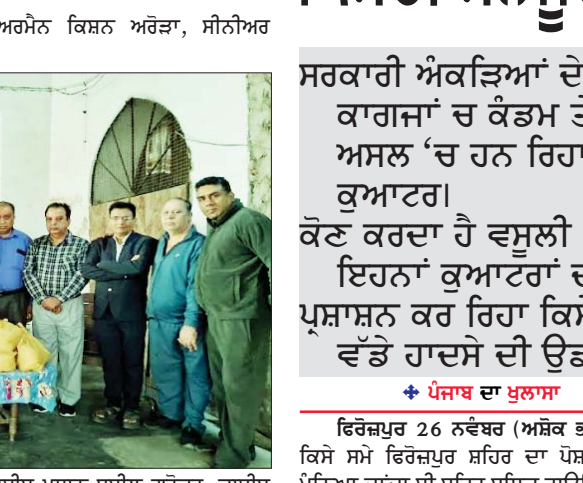 ਅਰਮੈਨ ਕਿਸ਼ਨ ਅਰੋੜਾ, ਸੀਨੀਅਰ
ਸਰਕਾਰੀ ਅੰਕੜਿਆਂ ਦੇ
ਕਾਗਜਾਂ ਚ ਕੰਡਮ ਤੇ
ਅਸਲ ‘ਚ ਹਨ ਰਿਹਾ
ਕੁਆਟਰ।
ਕੌਣ ਕਰਦਾ ਹੈ ਵਸੂਲੀ
ਇਹਨਾਂ ਕੁਆਟਰਾਂ ਦ
ਪ੍ਰਸ਼ਾਸ਼ਨ ਕਰ ਰਿਹਾ ਕਿਸ
ਵੱਡੇ ਹਾਦਸੇ ਦੀ ਉਡ
ਪੰਜਾਬ ਦਾ ਖੁਲਾਸਾ
ਫਿਰੋਜ਼ਪੁਰ 26 ਨਵੰਬਰ (ਅਸ਼ੋਕ ਭ
ਕਿਸੇ ਸਮੇ ਫਿਰੋਜ਼ਪੁਰ ਸ਼ਹਿਰ ਦਾ ਪੋਸ਼